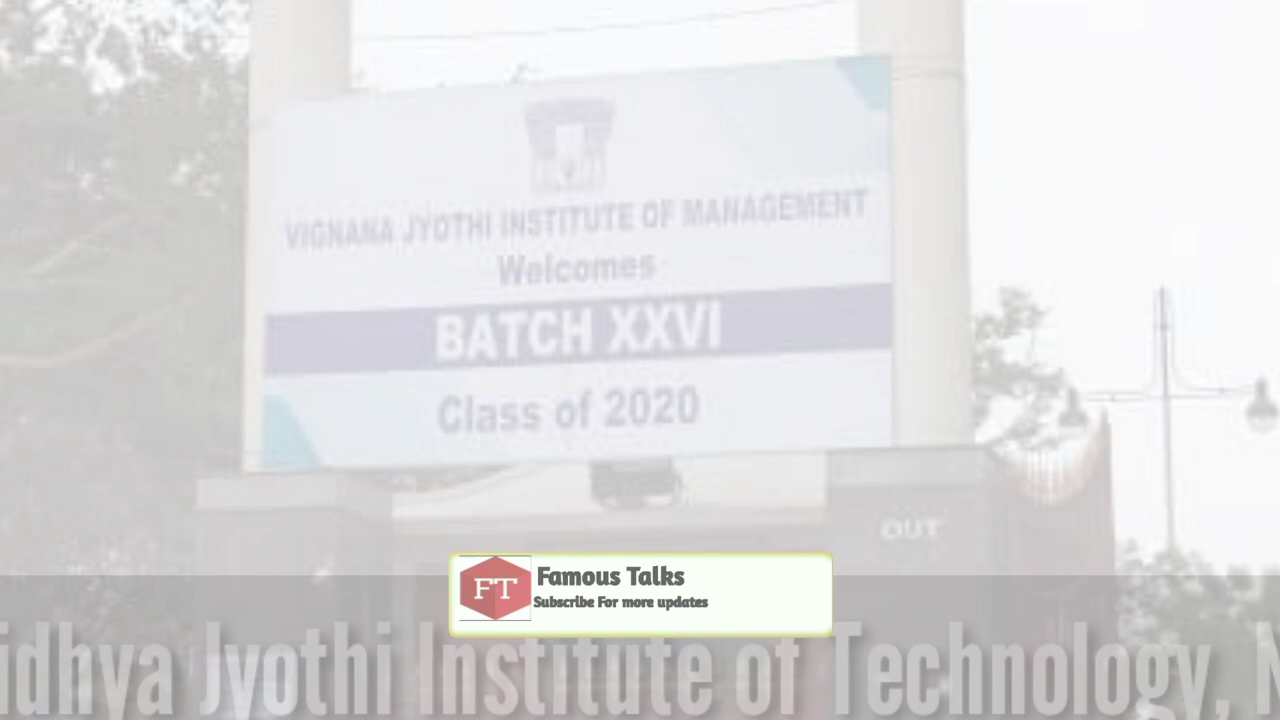 VIGNANA JYOTHI INSTITUTE OF MANAGEMENT
Welcomes
BATCH XXVI
Class of 2020
OUT
FT
Famous Talks
Subscribe For more updates
idhya Jyothi Institute of Technology, N